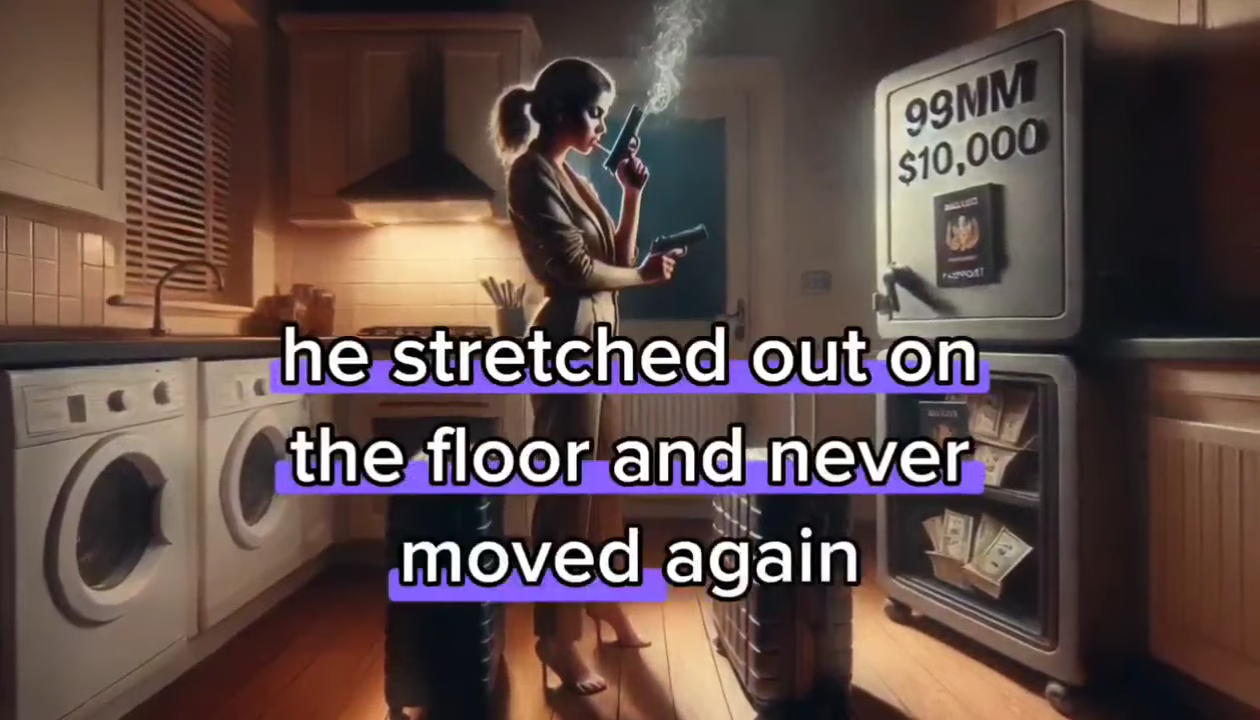 99MM
$10,000
he stretched out on
the floor and never
moved again